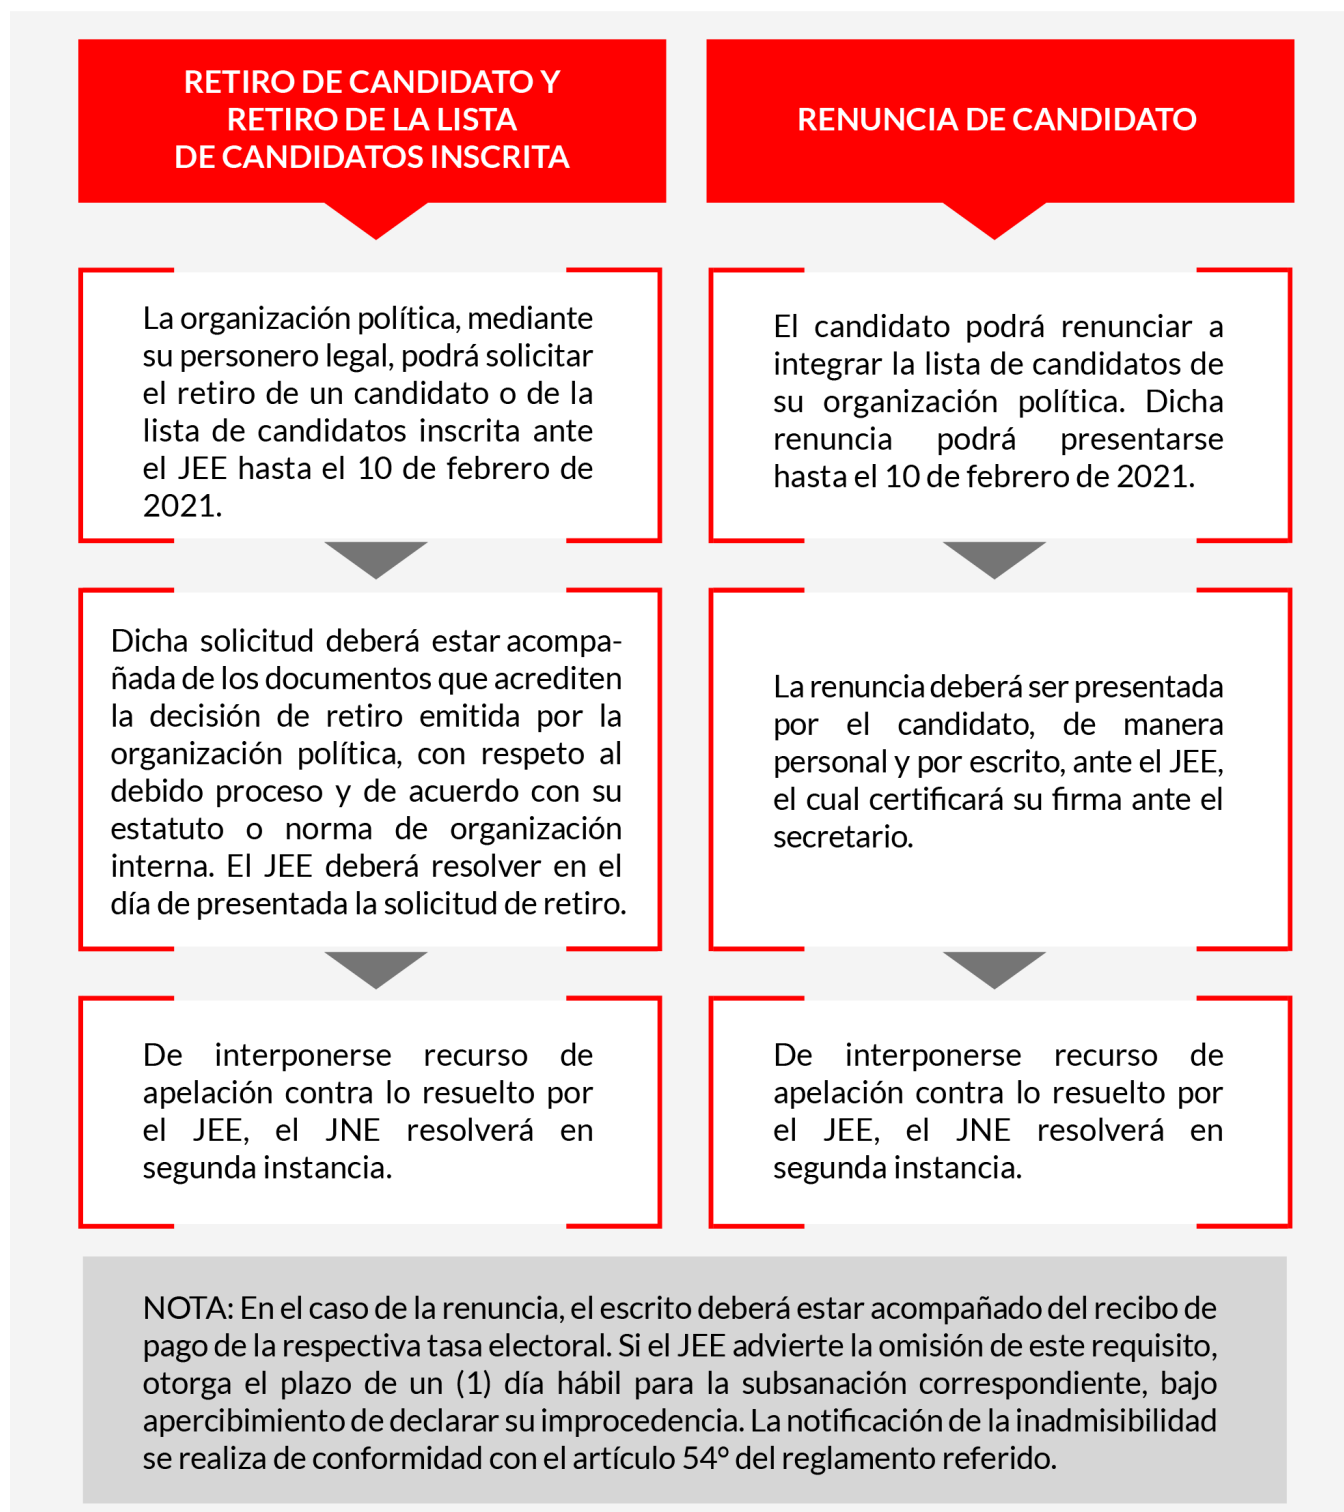 RETIRO DE CANDIDATO Y
RETIRO DE LA LISTA
DE CANDIDATOS INSCRITA
La organización política, mediante
su personero legal, podrá solicitar
el retiro de un candidato o de la
lista de candidatos inscrita ante
el JEE hasta el 10 de febrero de
2021.
Dicha solicitud deberá estar acompa-
ñada de los documentos que acrediten
la decisión de retiro emitida por la
organización política, con respeto al
debido proceso y de acuerdo con su
estatuto o norma de organización
interna. El JEE deberá resolver en el
día de presentada la solicitud de retiro.
De interponerse recurso de
apelación contra lo resuelto por
el JEE, el JNE resolverá en
segunda instancia.
RENUNCIA DE CANDIDATO
El candidato podrá renunciar a
integrar la lista de candidatos de
su organización política. Dicha
renuncia podrá presentarse
hasta el 10 de febrero de 2021.
La renuncia deberá ser presentada
por el candidato, de manera
personal y por escrito, ante el JEE,
el cual certificará su firma ante el
secretario.
De interponerse recurso de
apelación contra lo resuelto por
el JEE, el JNE resolverá en
segunda instancia.
NOTA: En el caso de la renuncia, el escrito deberá estar acompañado del recibo de
pago de la respectiva tasa electoral. Si el JEE advierte la omisión de este requisito,
otorga el plazo de un (1) día hábil para la subsanación correspondiente, bajo
apercibimiento de declarar su improcedencia. La notificación de la inadmisibilidad
se realiza de conformidad con el artículo 54° del reglamento referido.